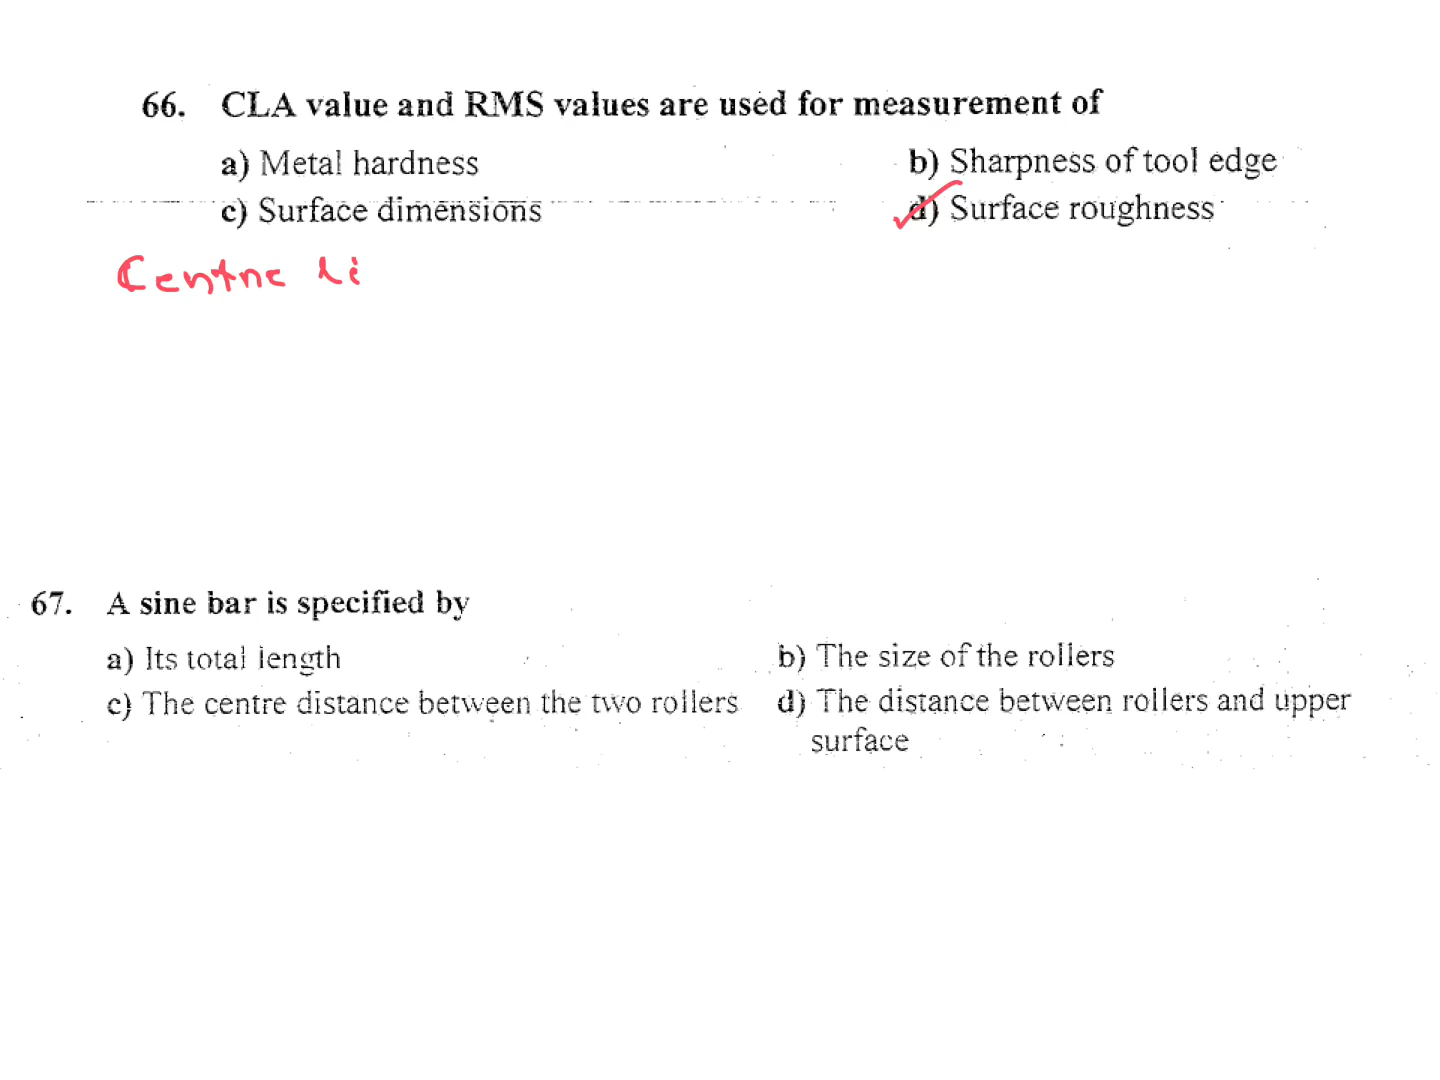 66. CLA value and RMS values are used for measurement of
a) Metal hardness b) Sharpness of tool edge
c) Surface dimensions d) Surface roughness
Centre li
67. A sine bar is specified by
a) Its total length b) The size of the rollers
c) The centre distance between the two rollers d) The distance between rollers and upper
surface